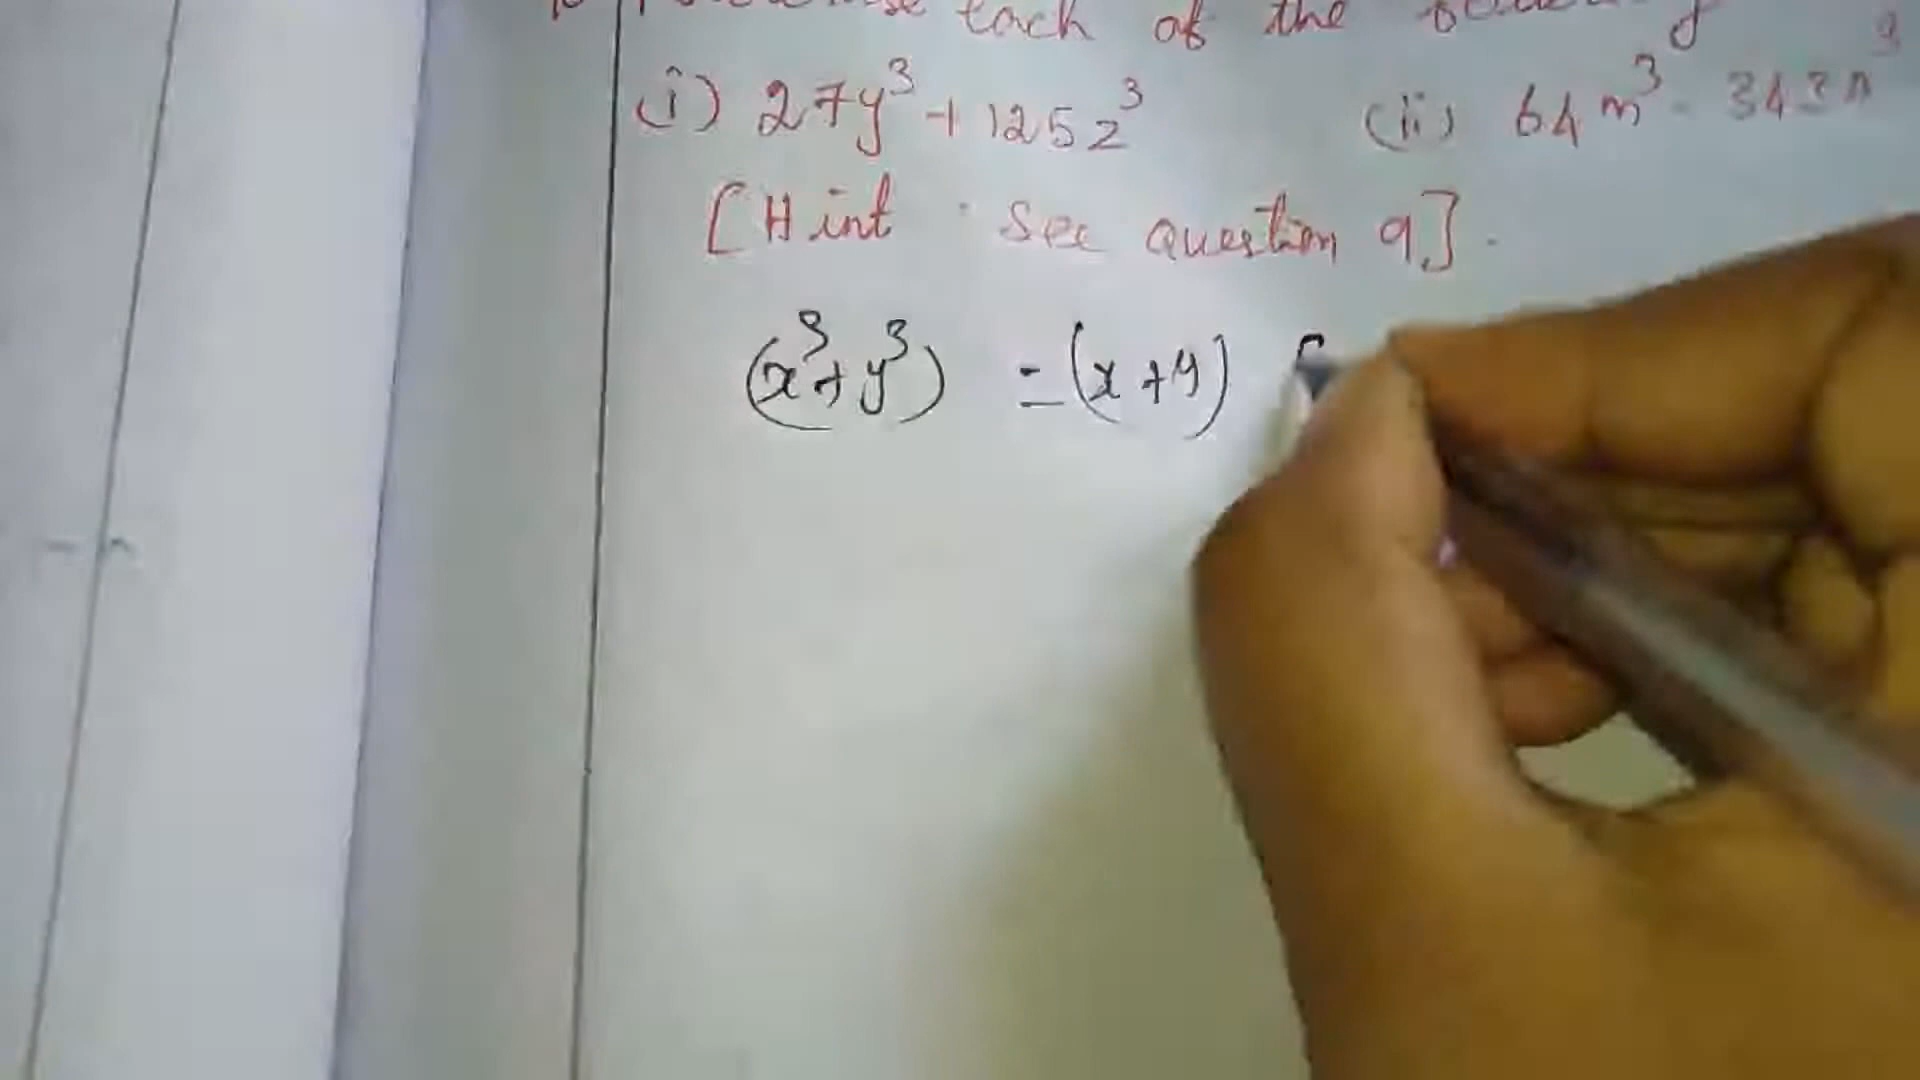 each of the
(i) 27y³ + 125z³ (ii) 64m³ - 343n³
[Hint : See question 9].
(x³+y³) = (x+y)